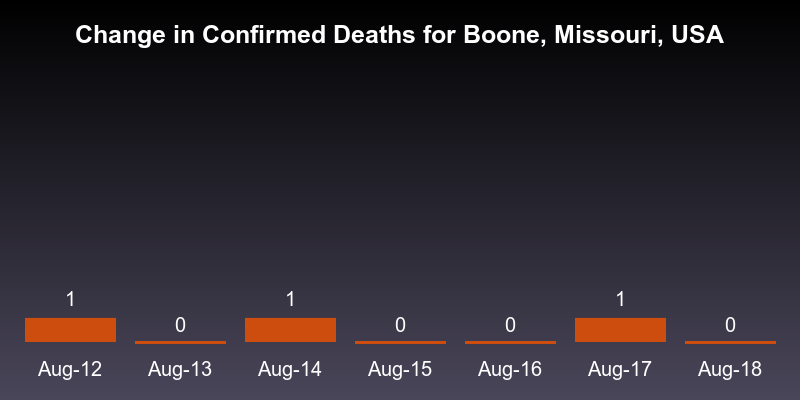 Change in Confirmed Deaths for Boone, Missouri, USA
1 0 1 0 0 1 0
Aug-12 Aug-13 Aug-14 Aug-15 Aug-16 Aug-17 Aug-18